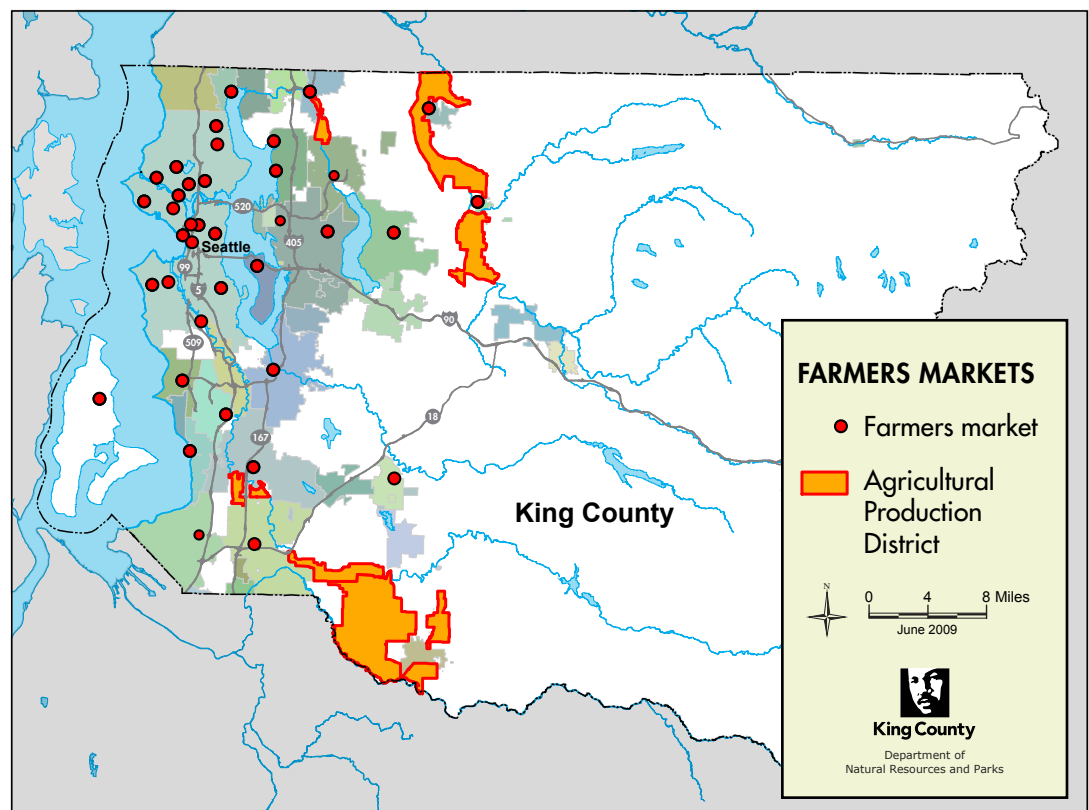 520
405
Seattle
99
5
90
509
18
167
King County
FARMERS MARKETS
Farmers market
Agricultural
Production
District
N
0 4 8 Miles
June 2009
King County
Department of
Natural Resources and Parks